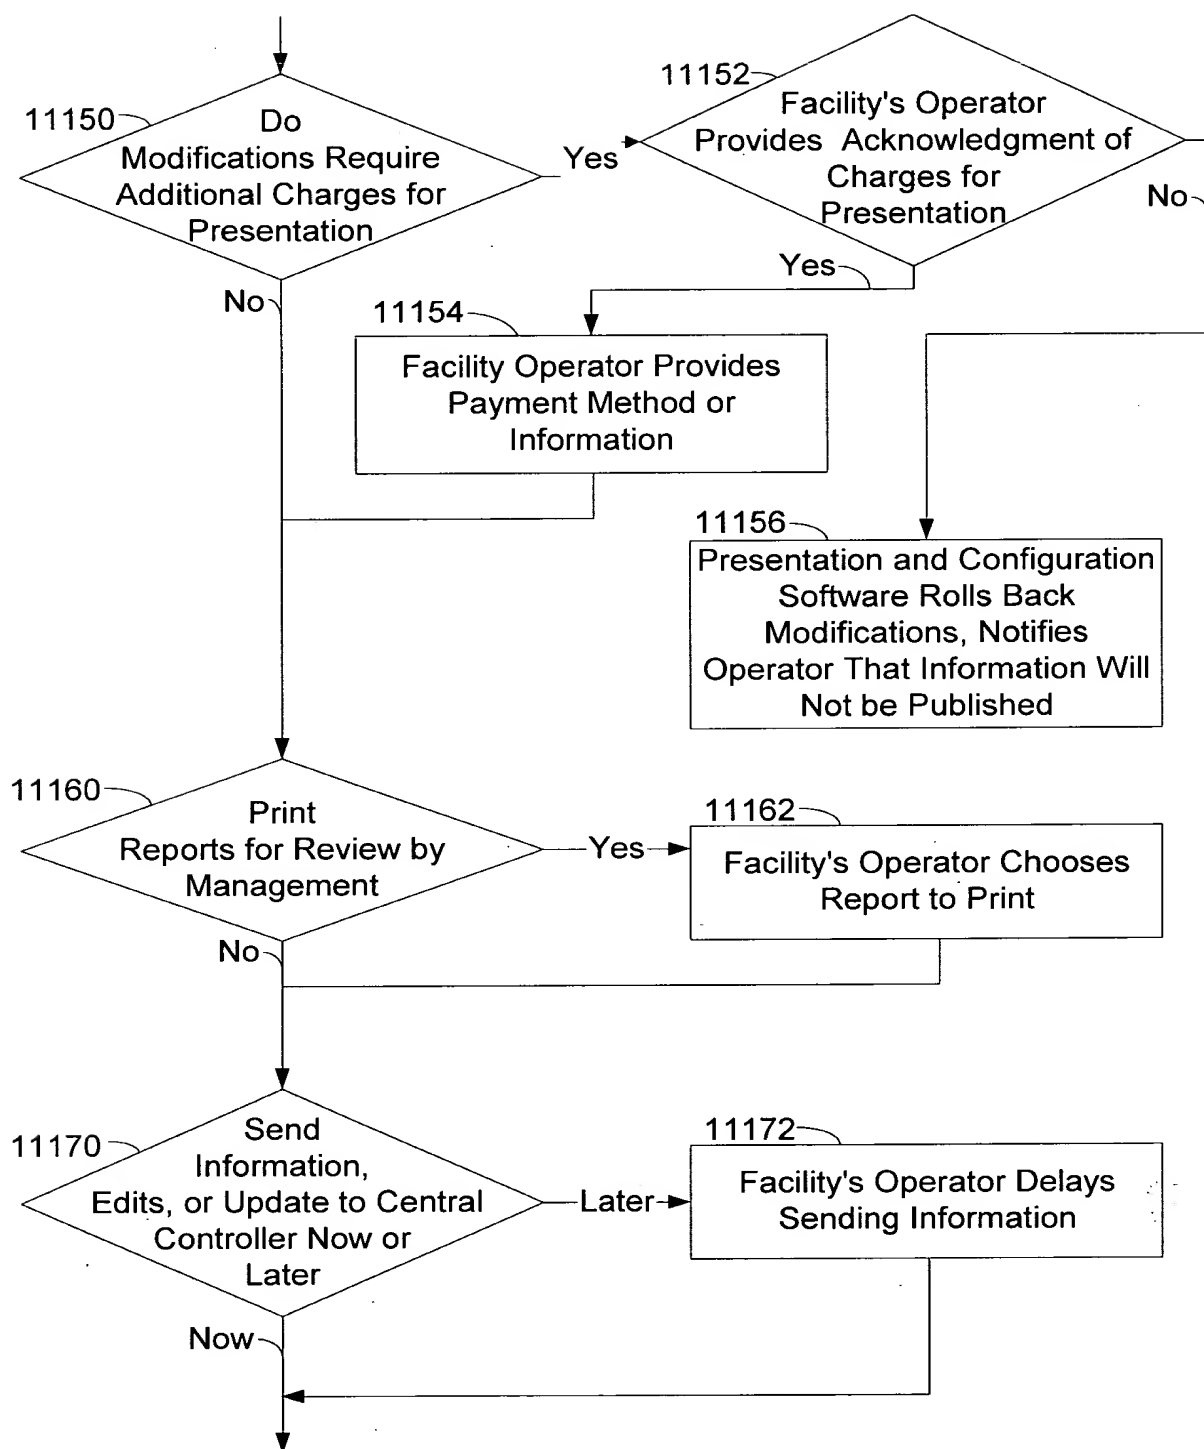 11150
Do
Modifications Require
Additional Charges for
Presentation
Yes
No
11152
Facility's Operator
Provides Acknowledgment of
Charges for
Presentation
No
Yes
11154
Facility Operator Provides
Payment Method or
Information
11156
Presentation and Configuration
Software Rolls Back
Modifications, Notifies
Operator That Information Will
Not be Published
11160
Print
Reports for Review by
Management
Yes
No
11162
Facility's Operator Chooses
Report to Print
11170
Send
Information,
Edits, or Update to Central
Controller Now or
Later
Later
Now
11172
Facility's Operator Delays
Sending Information